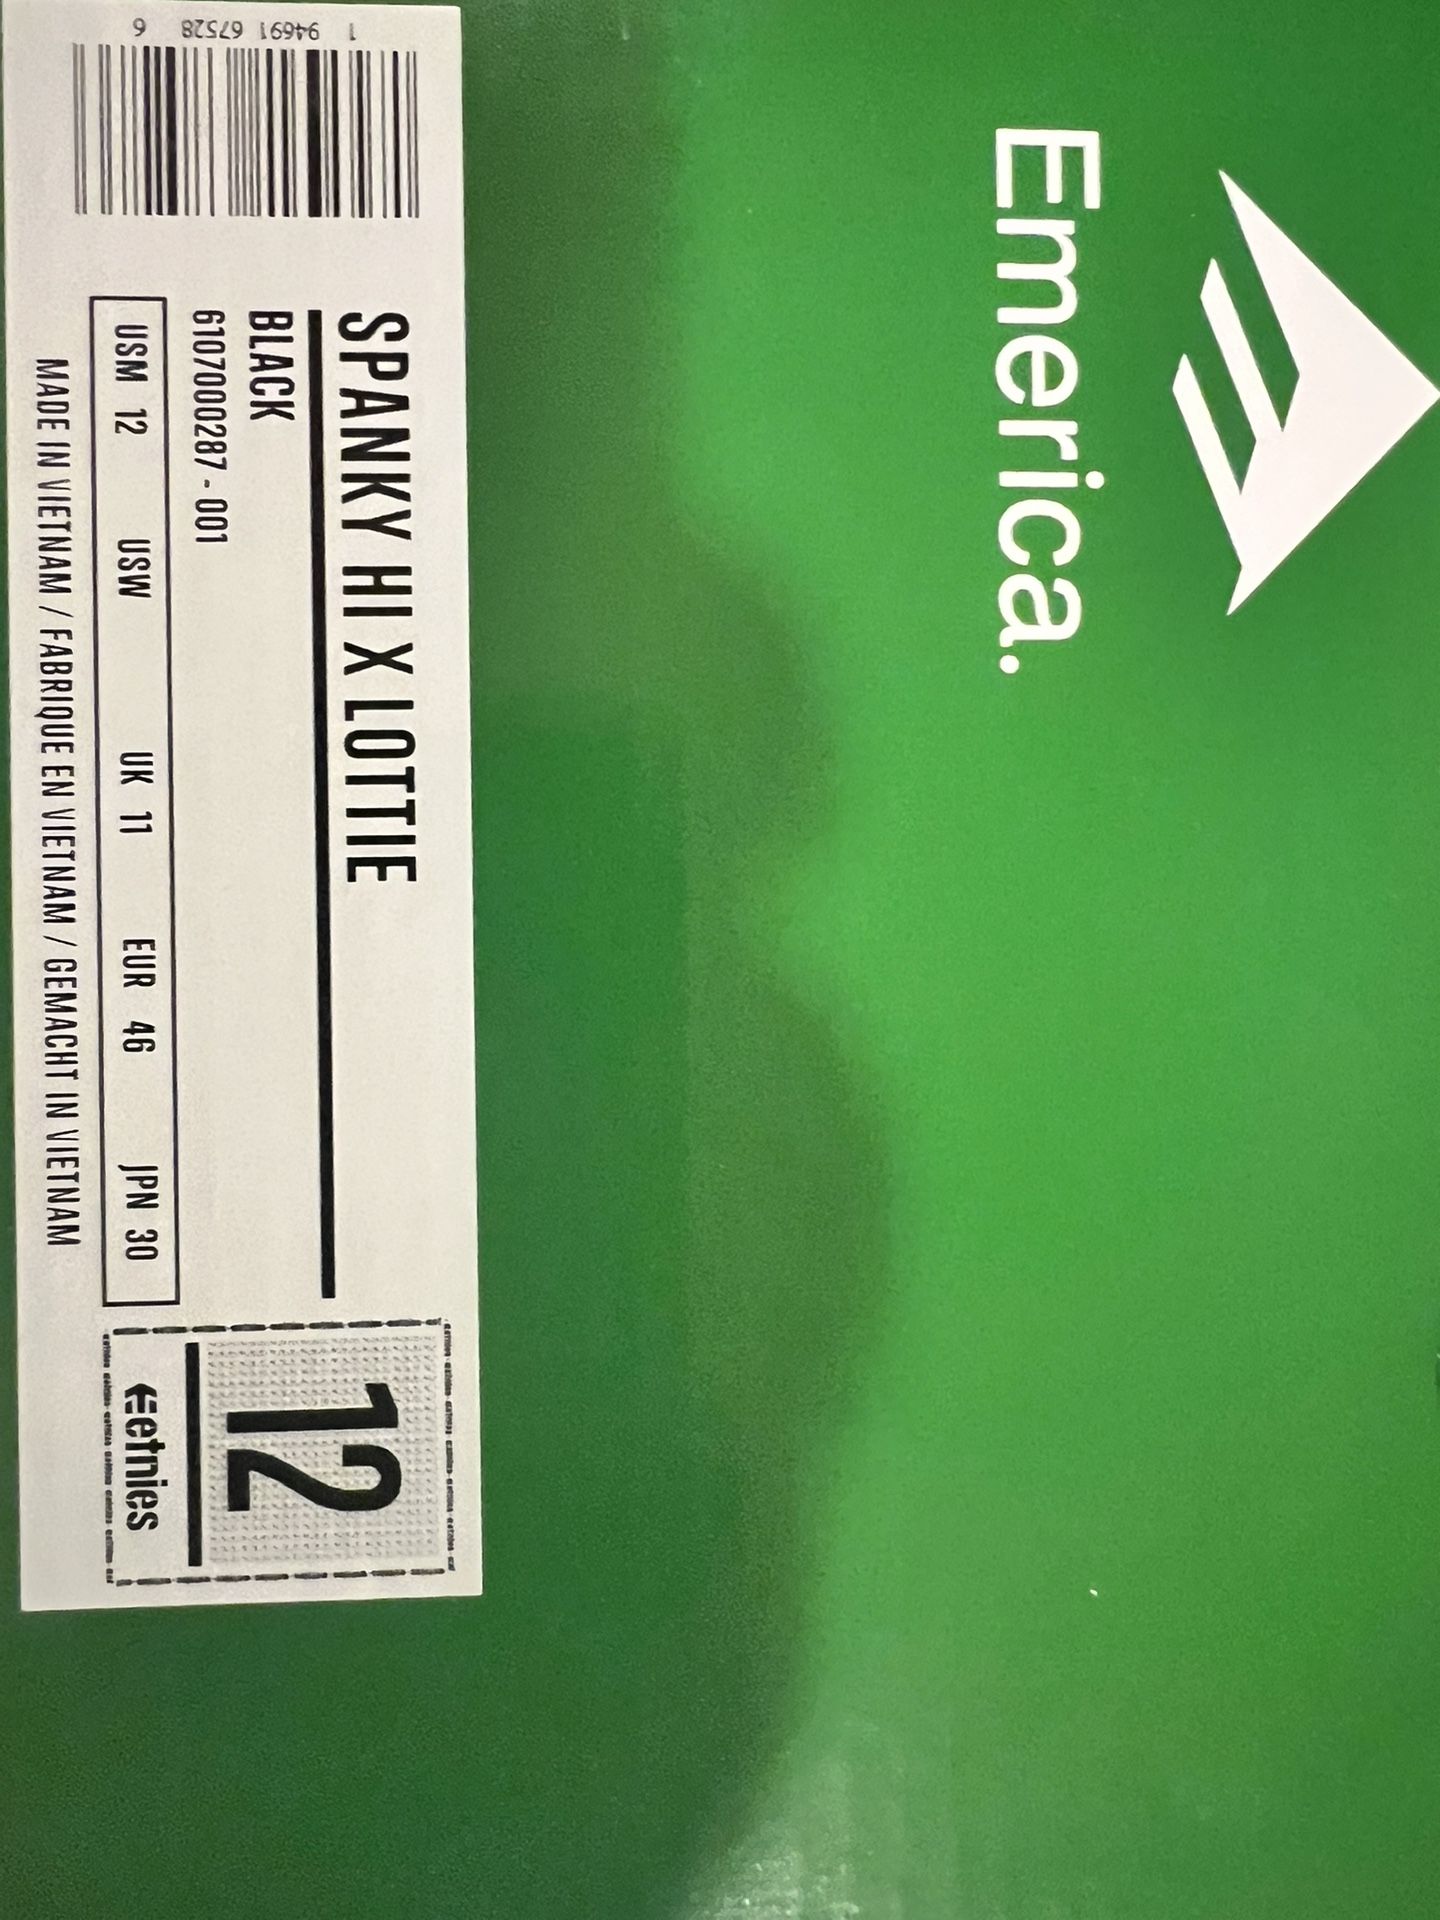 Emerica.
1 94691 67528 6
SPANKY HI X LOTTIE
BLACK
6107000287 - 001
USM 12 USW UK 11 EUR 46 JPN 30
MADE IN VIETNAM / FABRIQUE EN VIETNAM / GEMACHT IN VIETNAM
12
etnies